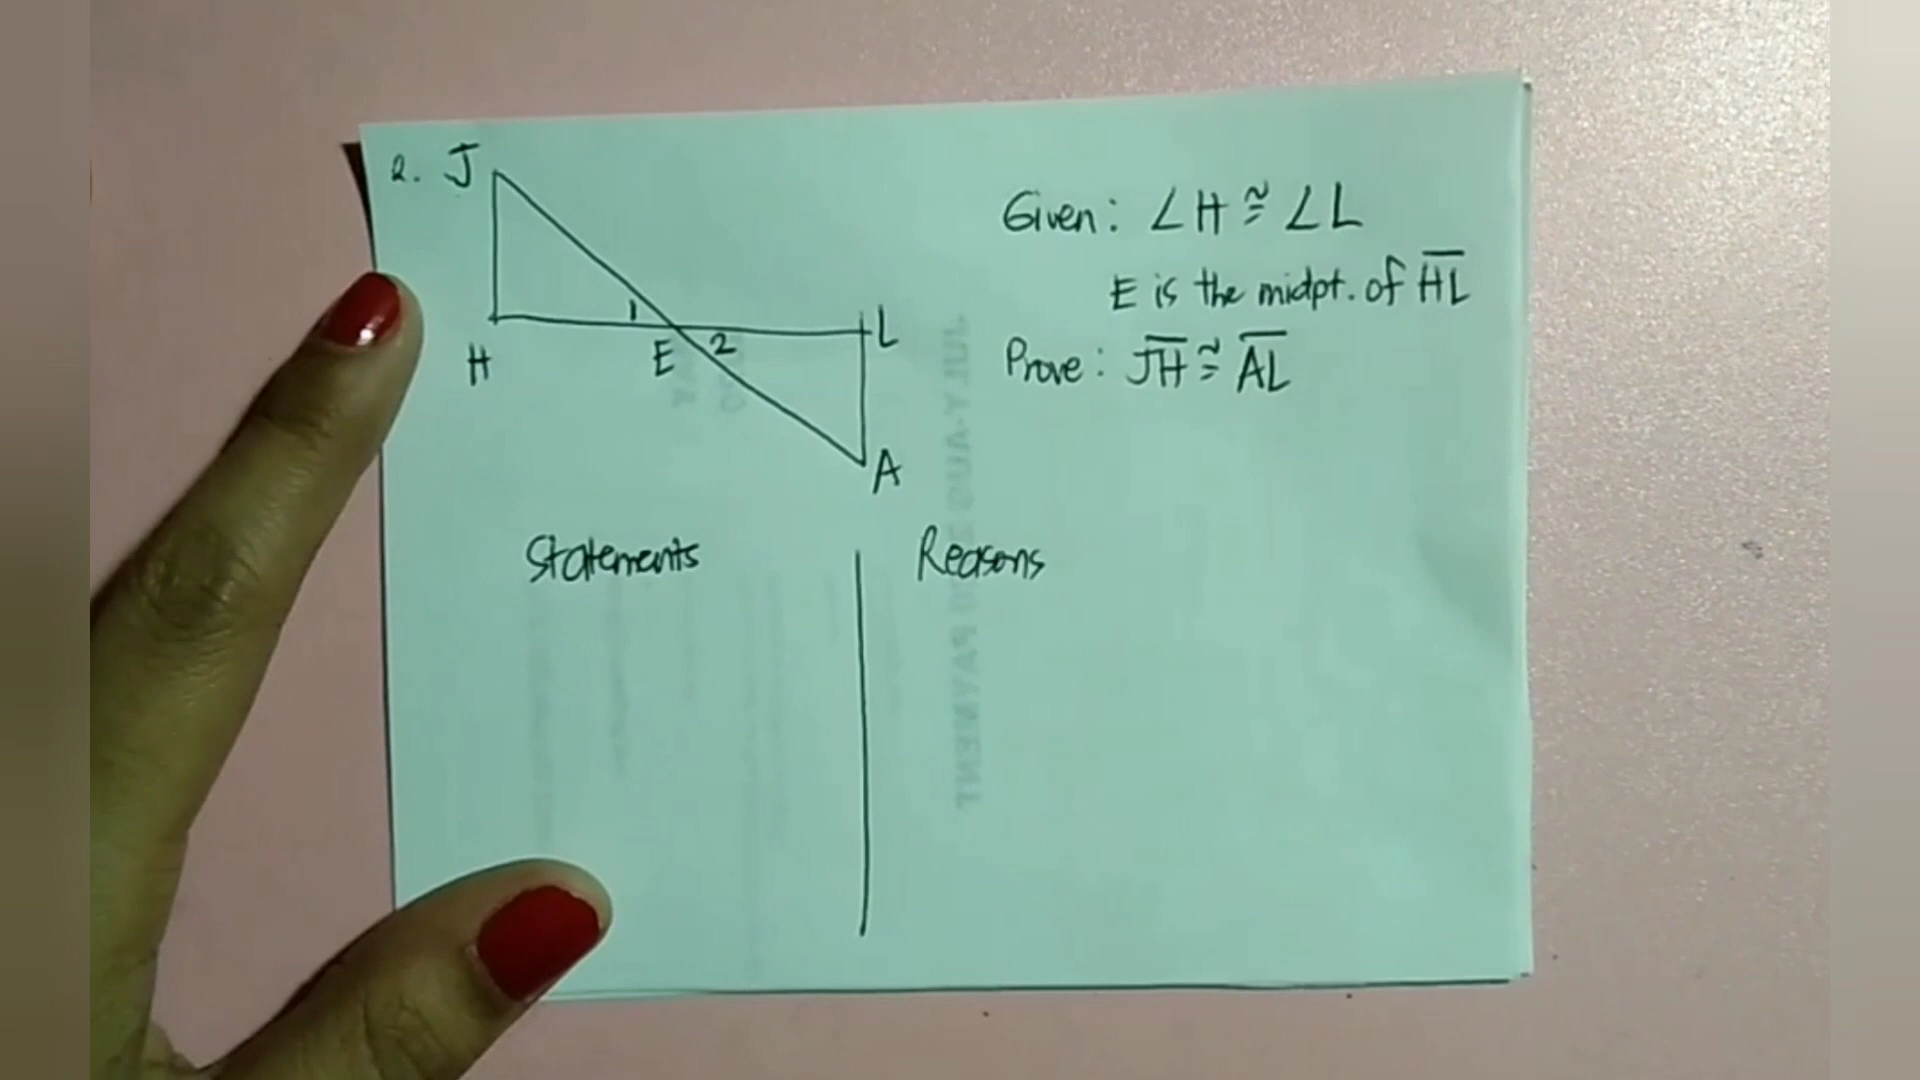 2. J
Given: ∠H ≅ ∠L
E is the midpt. of HL
Prove: JH ≅ AL
1
H
E
2
L
A
Statements
Reasons